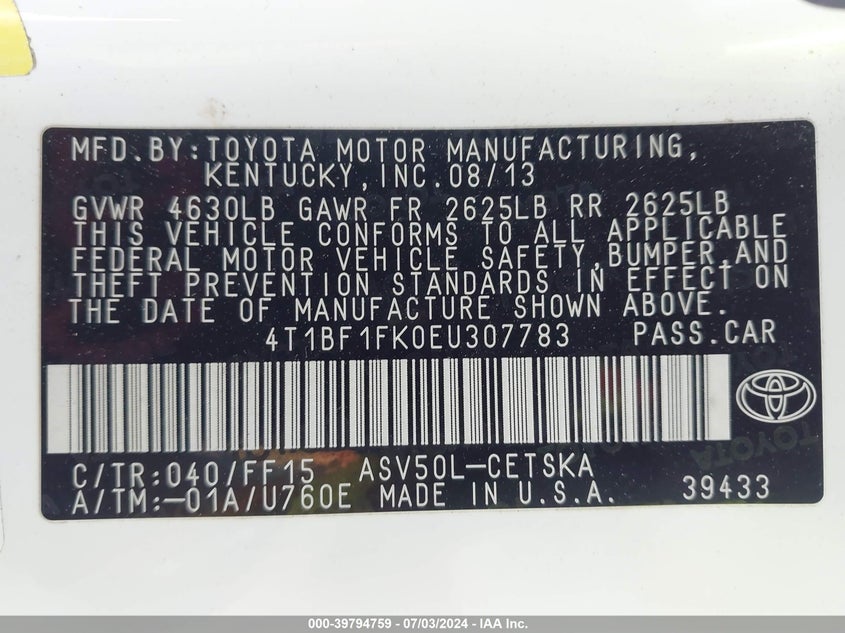 MFD.BY:TOYOTA MOTOR MANUFACTURING,
KENTUCKY,INC.08/13
GVWR 4630LB GAWR FR 2625LB RR 2625LB
THIS VEHICLE CONFORMS TO ALL APPLICABLE
FEDERAL MOTOR VEHICLE SAFETY,BUMPER,AND
THEFT PREVENTION STANDARDS IN EFFECT ON
THE DATE OF MANUFACTURE SHOWN ABOVE.
4T1BF1FK0EU307783 PASS.CAR
TOYOTA
C/TR:040/FF15 ASV50L-CETSKA
A/TM:-01A/U760E MADE IN U.S.A. 39433
000-39794759 | 07/03/2024 - IAA Inc.